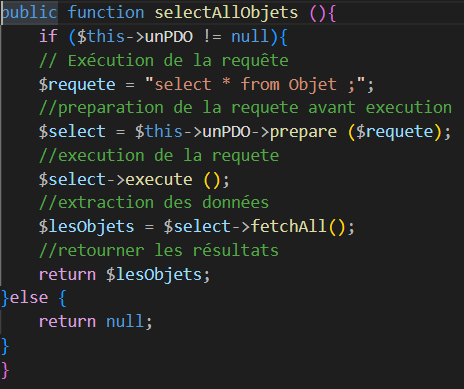 public function selectAllObjets (){
    if ($this->unPDO != null){
    // Exécution de la requête
    $requete = "select * from Objet ;";
    //preparation de la requete avant execution
    $select = $this->unPDO->prepare ($requete);
    //execution de la requete
    $select->execute ();
    //extraction des données
    $lesObjets = $select->fetchAll();
    //retourner les résultats
    return $lesObjets;
}else {
    return null;
}
}